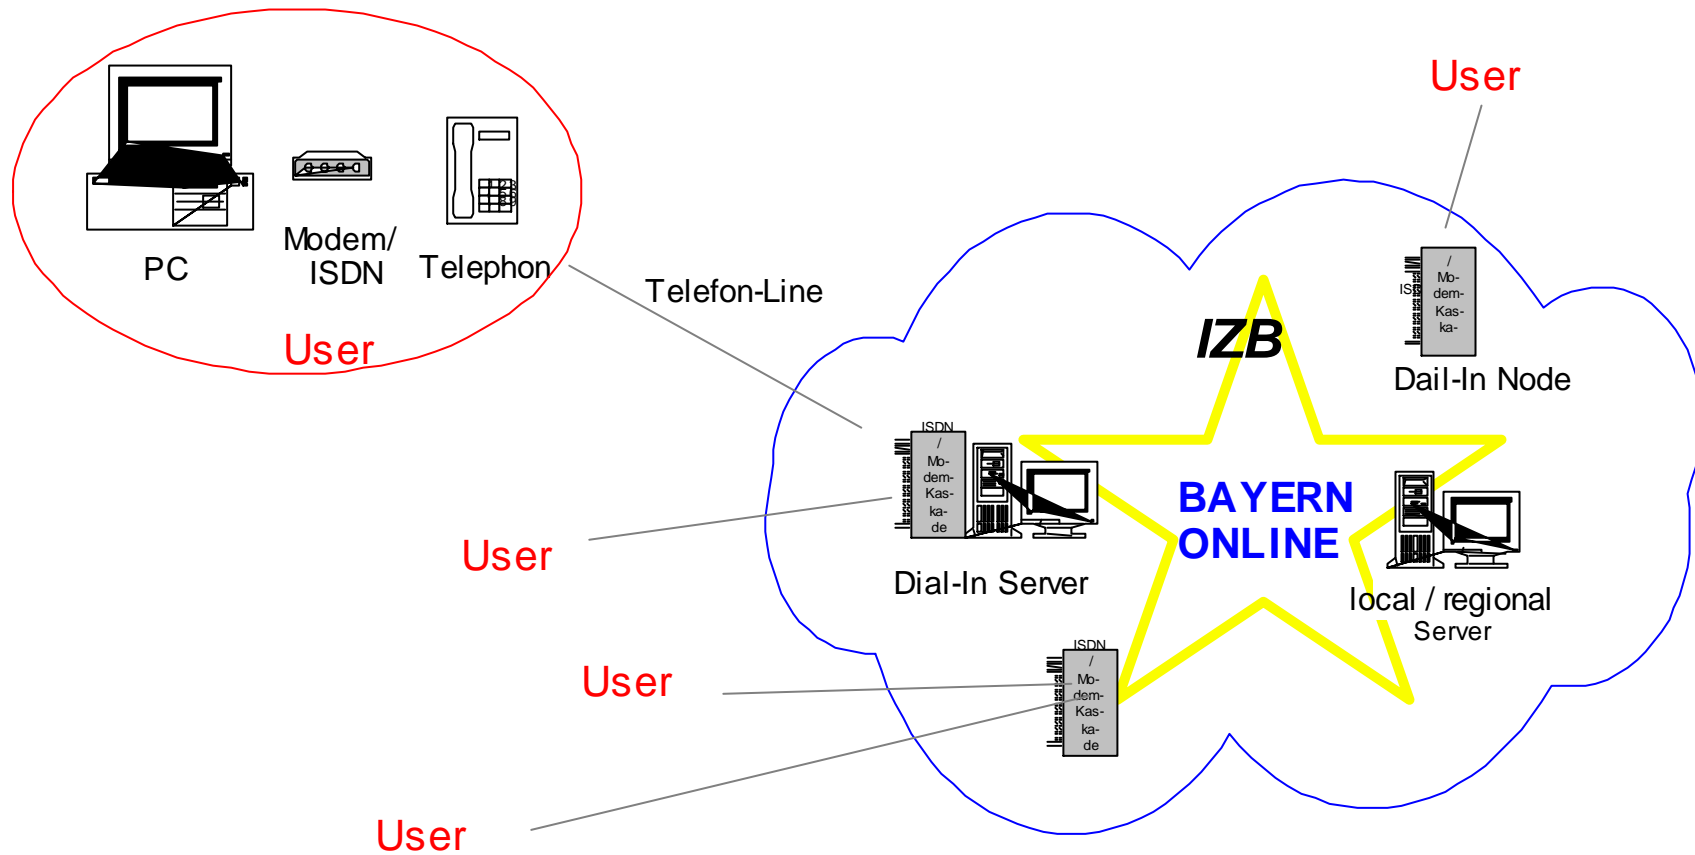 User
PC
Modem/
ISDN
Telephon
User
Telefon-Line
IZB
/
Mo-
dem-
Kas-
ka-
Dail-In Node
ISDN
/
Mo-
dem-
Kas-
ka-
de
BAYERN
ONLINE
User
Dial-In Server
local / regional
Server
ISDN
/
Mo-
dem-
Kas-
ka-
de
User
User